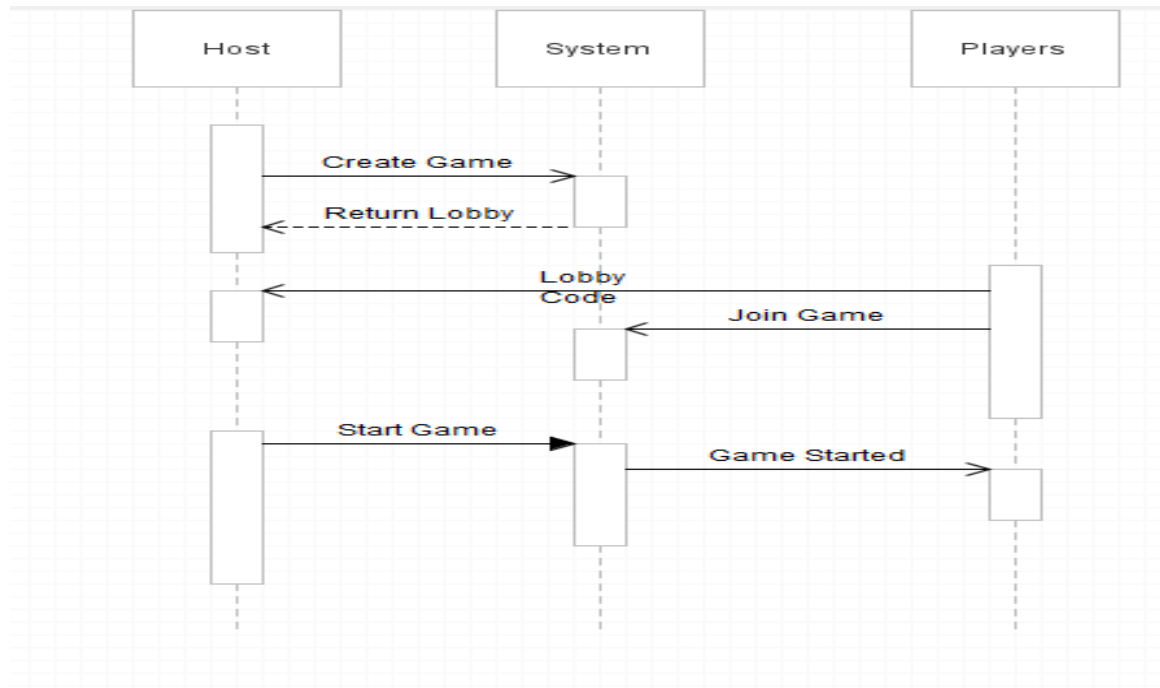 Host
System
Players
Create Game
Return Lobby
Lobby
Code
Join Game
Start Game
Game Started